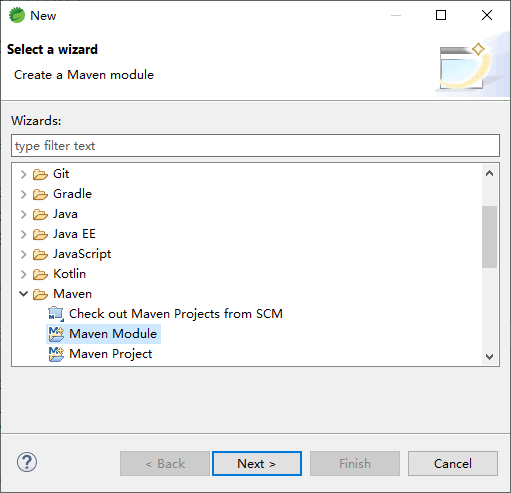 New
Select a wizard
Create a Maven module
Wizards:
type filter text
Git
Gradle
Java
Java EE
JavaScript
Kotlin
Maven
Check out Maven Projects from SCM
Maven Module
Maven Project
? < Back Next > Finish Cancel